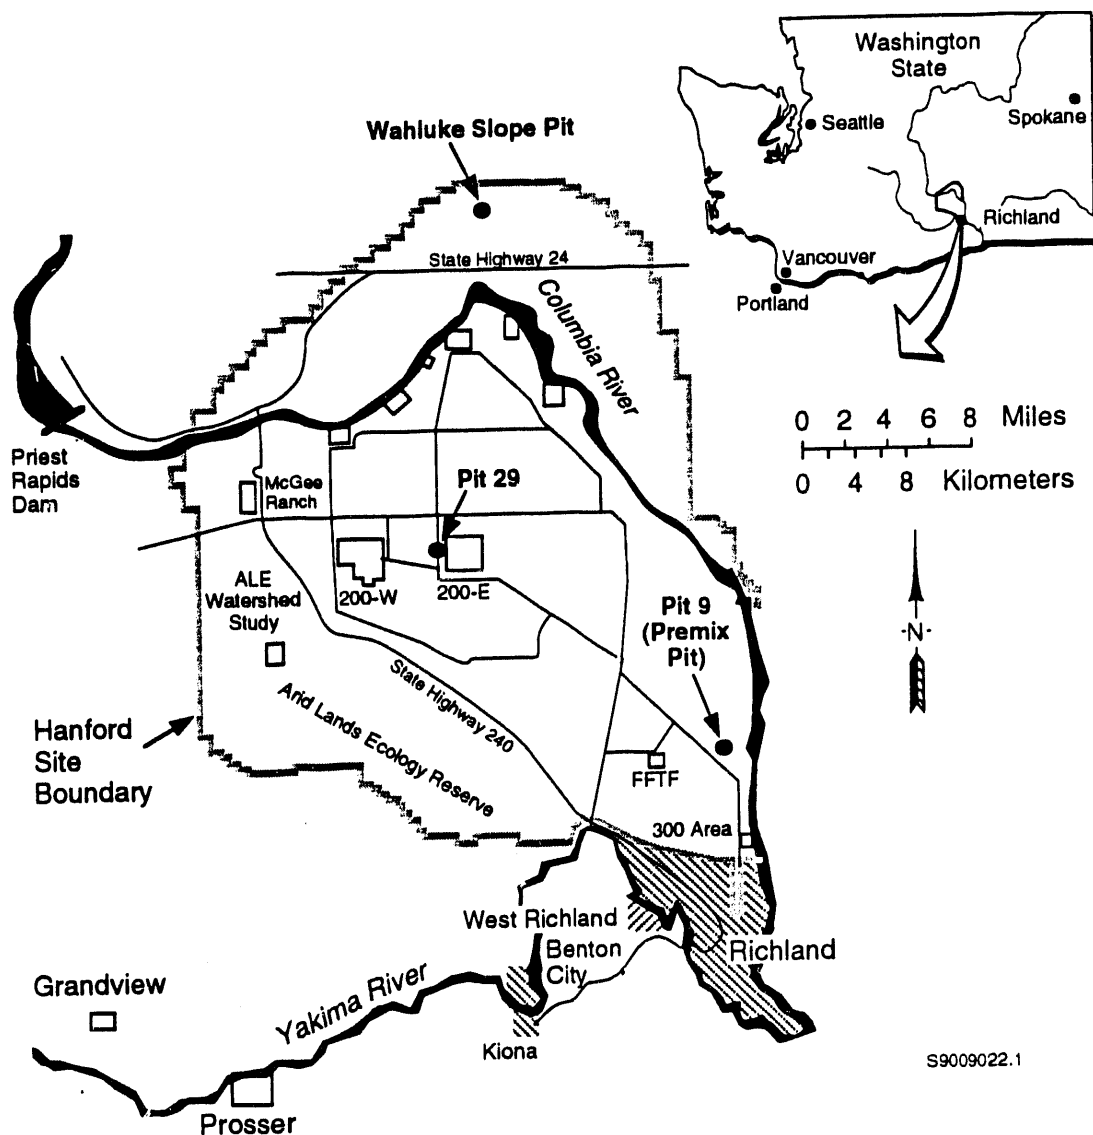 Washington
State
Seattle
Spokane
Richland
Vancouver
Portland
Wahluke Slope Pit
State Highway 24
Columbia River
0 2 4 6 8 Miles
0 4 8 Kilometers
Priest
Rapids
Dam
McGee
Ranch
Pit 29
ALE
Watershed
Study
200-W
200-E
Pit 9
(Premix
Pit)
-N-
State Highway 240
Arid Lands Ecology Reserve
Hanford
Site
Boundary
FFTF
300 Area
West Richland
Richland
Benton
City
Grandview
Yakima River
Kiona
Prosser
S9009022.1